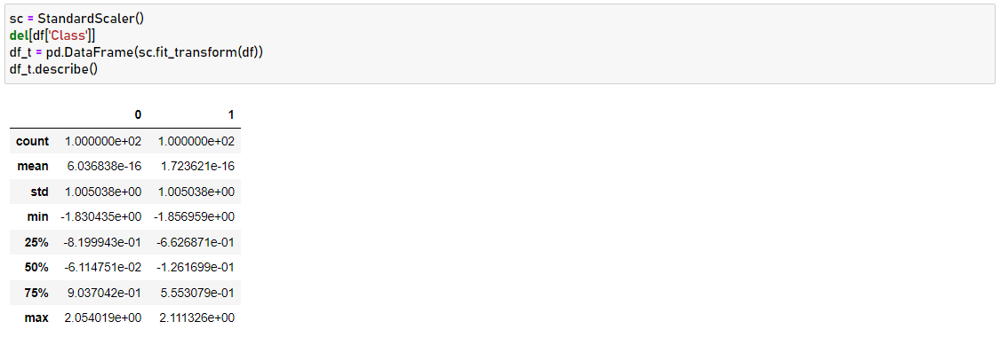 sc = StandardScaler()
del[df['Class']]
df_t = pd.DataFrame(sc.fit_transform(df))
df_t.describe()
0 1
count 1.000000e+02 1.000000e+02
mean 6.036838e-16 1.723621e-16
std 1.005038e+00 1.005038e+00
min -1.830435e+00 -1.856959e+00
25% -8.199943e-01 -6.626871e-01
50% -6.114751e-02 -1.261699e-01
75% 9.037042e-01 5.553079e-01
max 2.054019e+00 2.111326e+00